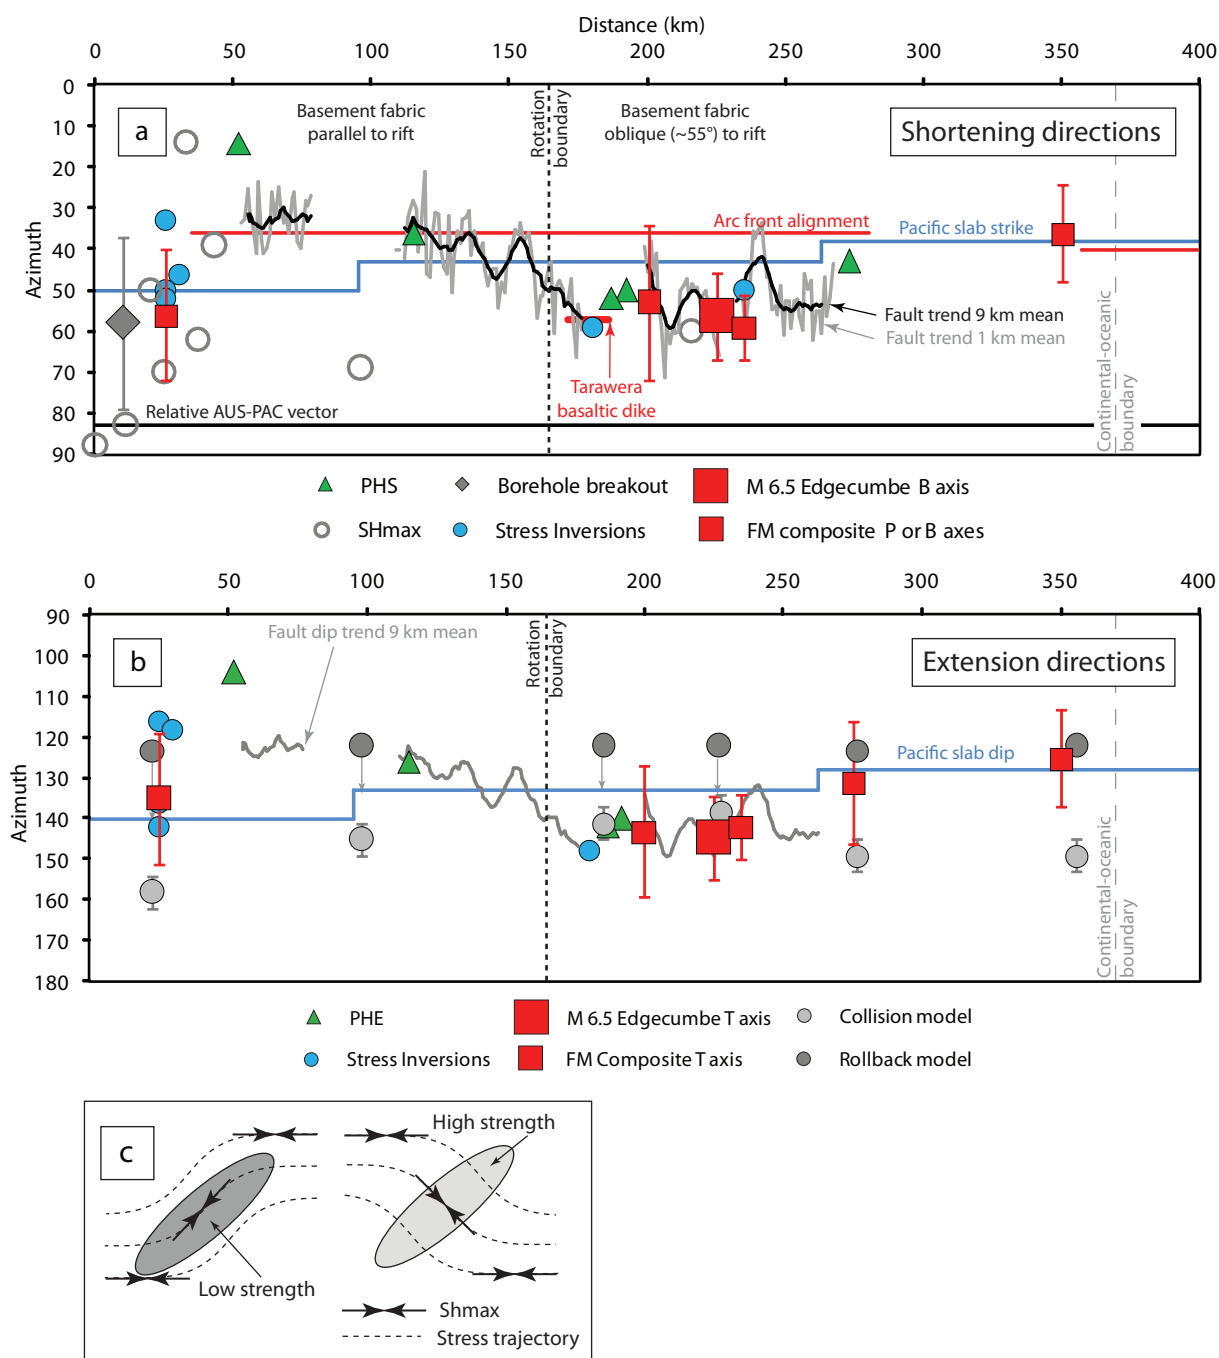 Distance (km)
0 50 100 150 200 250 300 350 400
0
10
20
30
40
50
60
70
80
90
Azimuth
a
Basement fabric
parallel to rift
Rotation
boundary
Basement fabric
oblique (~55°) to rift
Shortening directions
Arc front alignment
Pacific slab strike
Fault trend 9 km mean
Fault trend 1 km mean
Tarawera
basaltic dike
Relative AUS-PAC vector
Continental-oceanic
boundary
PHS
Borehole breakout
M 6.5 Edgecumbe B axis
SHmax
Stress Inversions
FM composite P or B axes
0 50 100 150 200 250 300 350 400
90
100
110
120
130
140
150
160
170
180
Azimuth
b
Fault dip trend 9 km mean
Rotation
boundary
Extension directions
Pacific slab dip
Continental-oceanic
boundary
PHE
M 6.5 Edgecumbe T axis
Collision model
Stress Inversions
FM Composite T axis
Rollback model
c
High strength
Low strength
Shmax
Stress trajectory